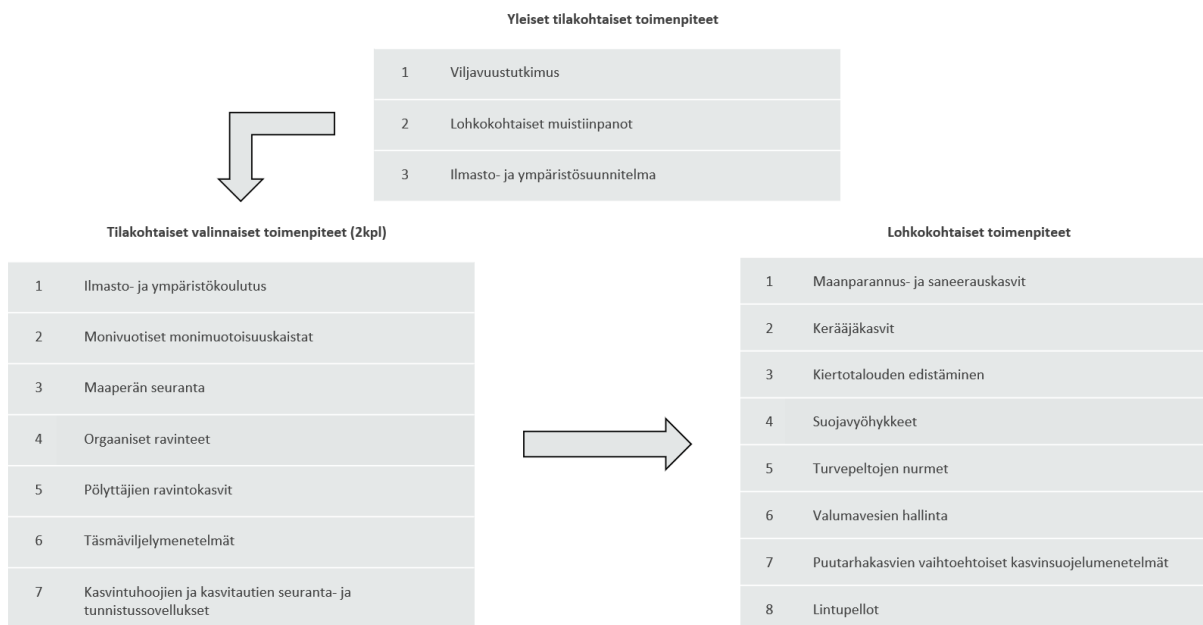 Yleiset tilakohtaiset toimenpiteet
1 Viljavuustutkimus
2 Lohkokohtaiset muistiinpanot
3 Ilmasto- ja ympäristösuunnitelma
Tilakohtaiset valinnaiset toimenpiteet (2kpl)
1 Ilmasto- ja ympäristökoulutus
2 Monivuotiset monimuotoisuuskaistat
3 Maaperän seuranta
4 Orgaaniset ravinteet
5 Pölyttäjien ravintokasvit
6 Täsmäviljelymenetelmät
7 Kasvintuhoojien ja kasvitautien seuranta- ja
tunnistussovellukset
Lohkokohtaiset toimenpiteet
1 Maanparannus- ja saneerauskasvit
2 Kerääjäkasvit
3 Kiertotalouden edistäminen
4 Suojavyöhykkeet
5 Turvepeltojen nurmet
6 Valumavesien hallinta
7 Puutarhakasvien vaihtoehtoiset kasvinsuojelumenetelmät
8 Lintupellot